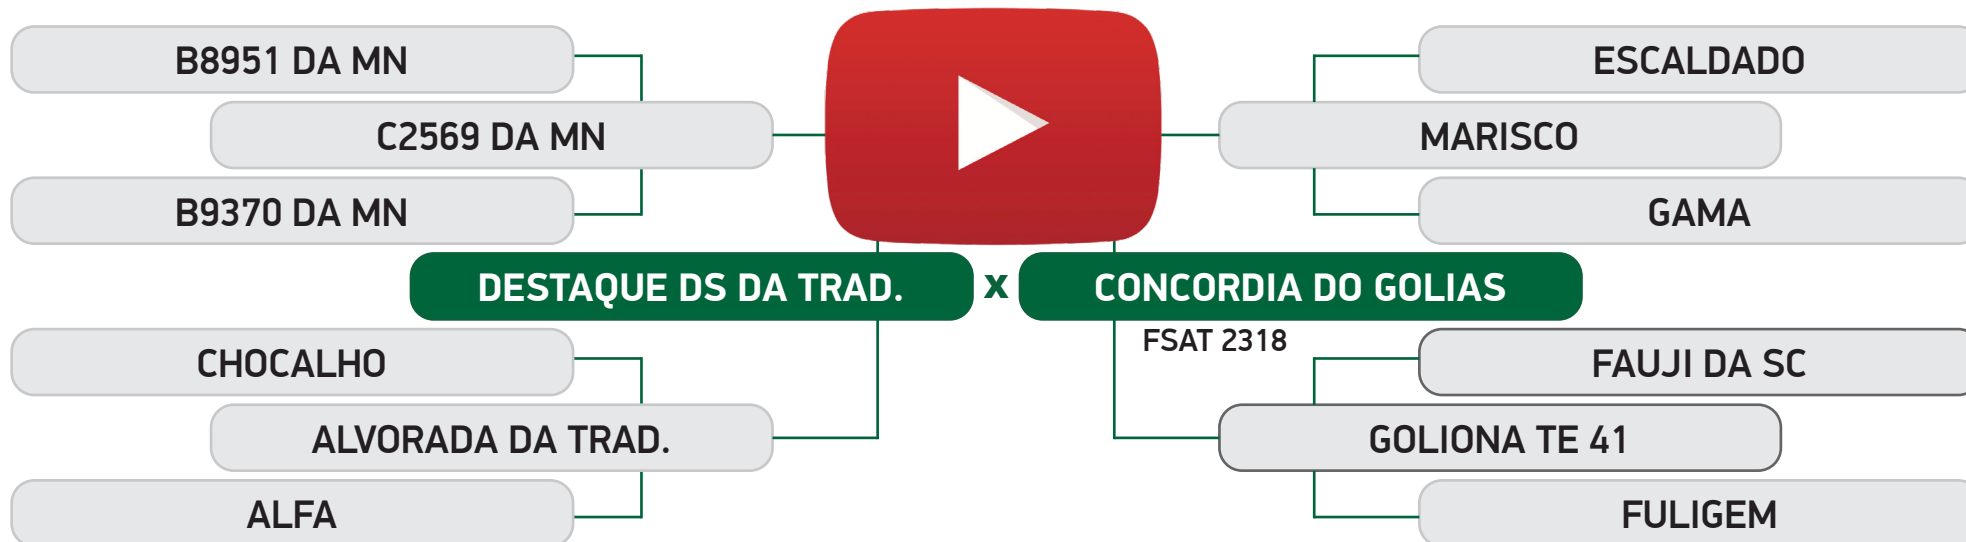 B8951 DA MN
ESCALDADO
C2569 DA MN
MARISCO
B9370 DA MN
GAMA
DESTAQUE DS DA TRAD. x CONCORDIA DO GOLIAS
FSAT 2318
CHOCALHO
FAUJI DA SC
ALVORADA DA TRAD.
GOLIONA TE 41
ALFA
FULIGEM